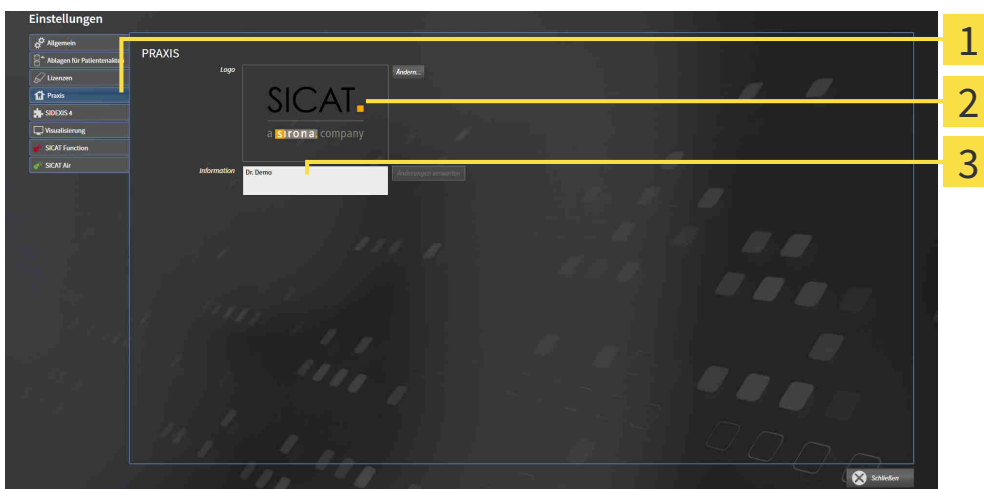 Einstellungen
Allgemein
Ablagen für Patientenakten
Lizenzen
Praxis
SIDEXIS 4
Visualisierung
SICAT Function
SICAT Air
PRAXIS
Logo
SICAT.
a sirona company
Ändern...
Information
Dr. Demo
Änderungen verwerfen
Schließen
1
2
3